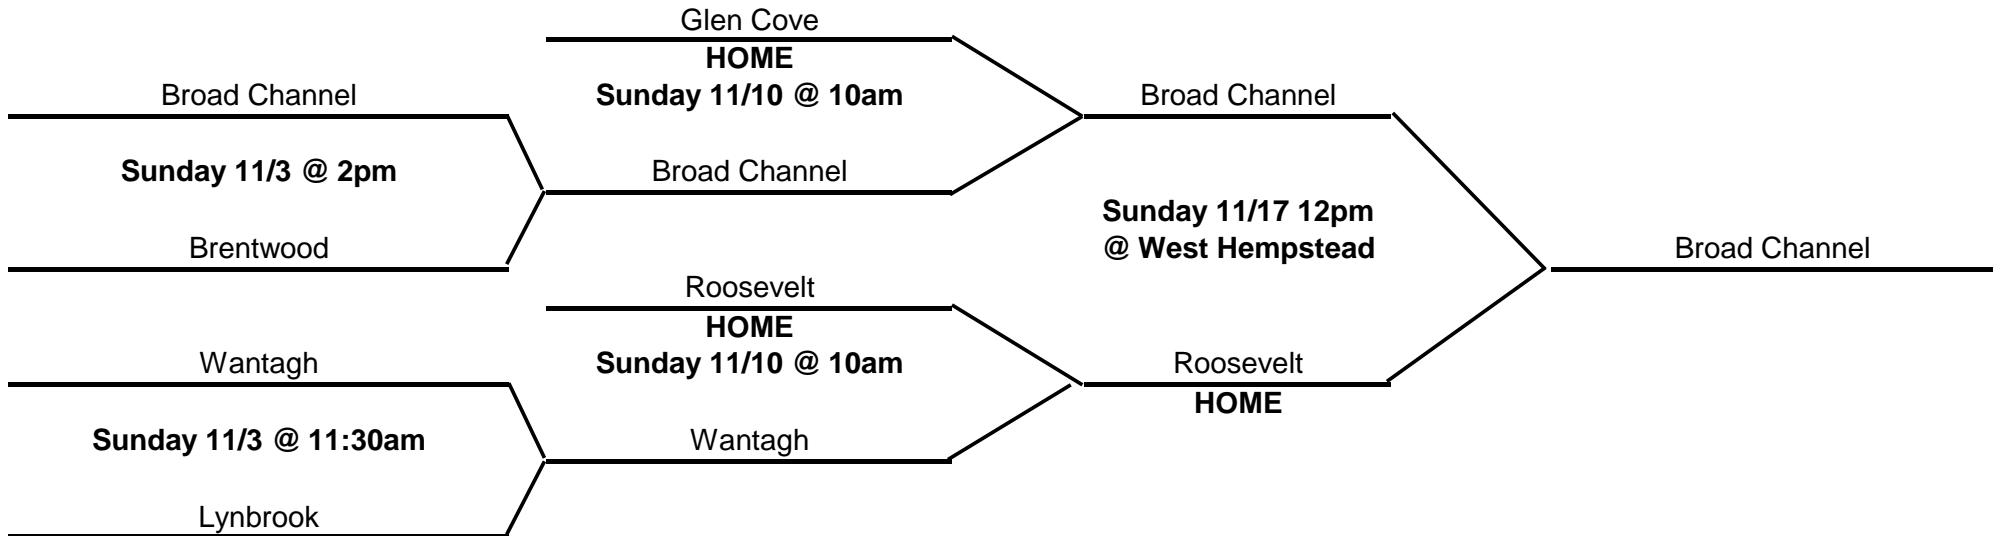 Glen Cove
HOME
Broad Channel
Sunday 11/10 @ 10am
Broad Channel
Sunday 11/3 @ 2pm
Broad Channel
Sunday 11/17 12pm
@ West Hempstead
Brentwood
Broad Channel
Roosevelt
HOME
Wantagh
Sunday 11/10 @ 10am
Roosevelt
HOME
Sunday 11/3 @ 11:30am
Wantagh
Lynbrook